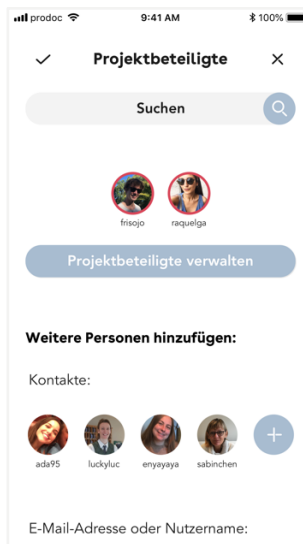 prodoc 9:41 AM 100%
Projektbeteiligte
Suchen
frisojo raquelga
Projektbeteiligte verwalten
Weitere Personen hinzufügen:
Kontakte:
ada95 luckyluc enyayaya sabinchen
E-Mail-Adresse oder Nutzername: